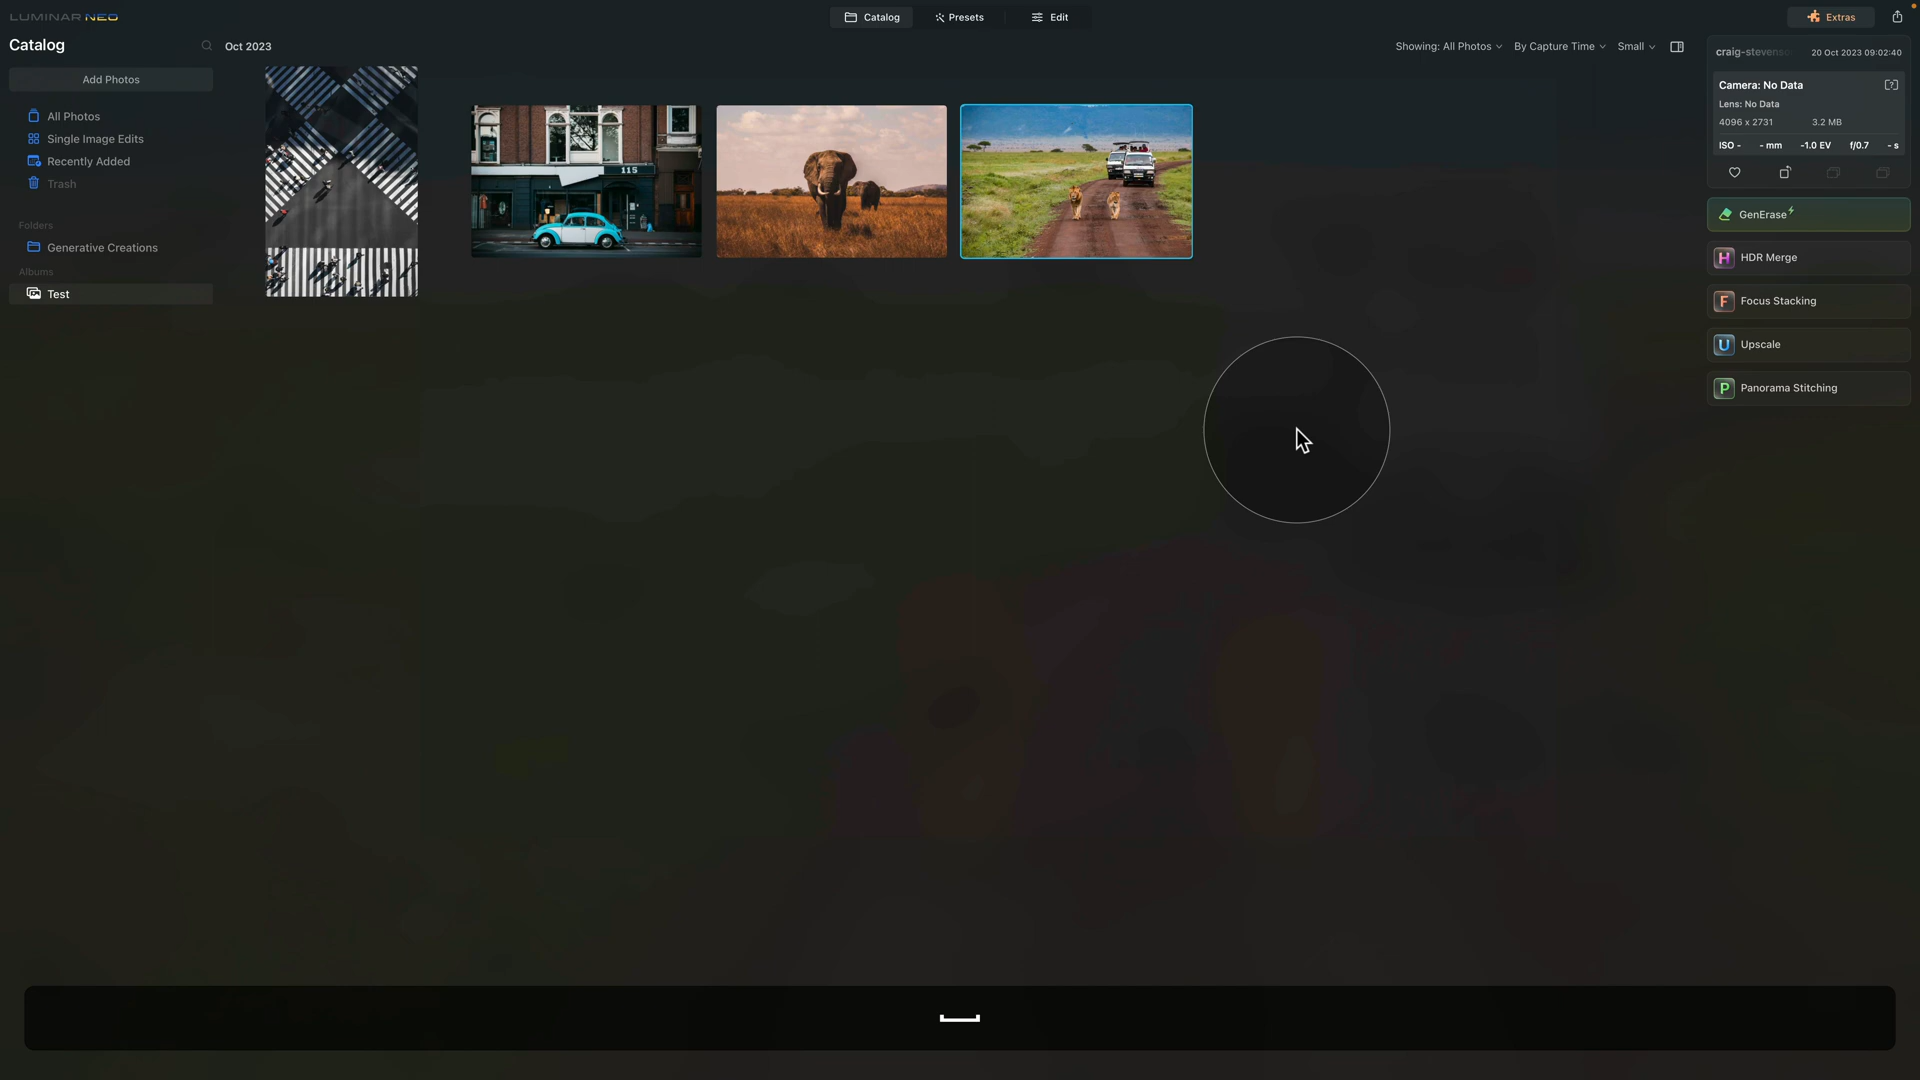 LUMINAR NEO
Catalog
Presets
Edit
Extras
Catalog
Oct 2023
Showing: All Photos
By Capture Time
Small
Add Photos
All Photos
Single Image Edits
Recently Added
Trash
Folders
Generative Creations
Albums
Test
115
craig-stevenso
20 Oct 2023 09:02:40
Camera: No Data
Lens: No Data
4096 x 2731
3.2 MB
ISO -
- mm
-1.0 EV
f/0.7
- s
GenErase
H HDR Merge
F Focus Stacking
U Upscale
P Panorama Stitching